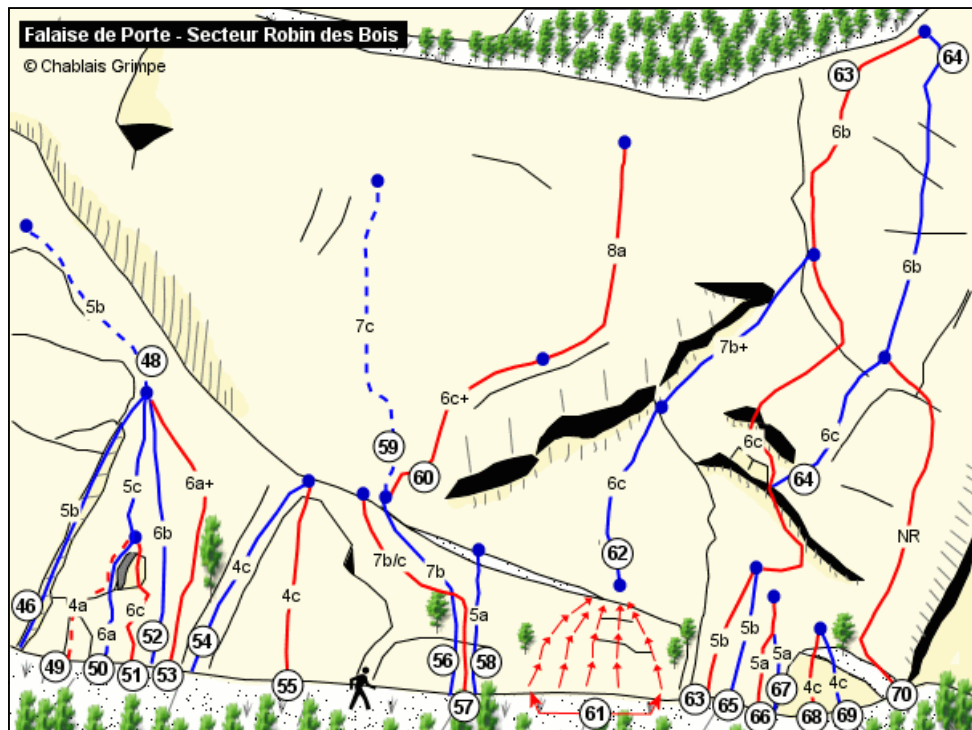 Falaise de Porte - Secteur Robin des Bois
© Chablais Grimpe
64
63
6b
8a
6b
5b
7c
7b+
48
6c+
59
60
6c
6c
64
5c
6a+
5b
6b
6c
NR
62
7b/c
7b
4c
4c
46
4a
6c
6a
5a
5b
5b
5a
5a
4c
4c
52
54
56
58
49
50
51
53
55
57
61
63
65
66
67
68
69
70